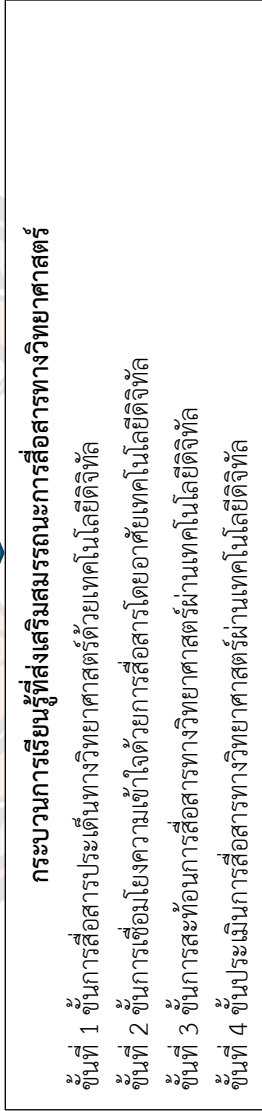 กระบวนการเรียนรู้ที่ส่งเสริมสมรรถนะการสื่อสารทางวิทยาศาสตร์
ขั้นที่ 1 ขั้นการสื่อสารประเด็นทางวิทยาศาสตร์ด้วยเทคโนโลยีดิจิทัล
ขั้นที่ 2 ขั้นการเชื่อมโยงความเข้าใจด้วยการสื่อสารโดยอาศัยเทคโนโลยีดิจิทัล
ขั้นที่ 3 ขั้นการสะท้อนการสื่อสารทางวิทยาศาสตร์ผ่านเทคโนโลยีดิจิทัล
ขั้นที่ 4 ขั้นประเมินการสื่อสารทางวิทยาศาสตร์ผ่านเทคโนโลยีดิจิทัล